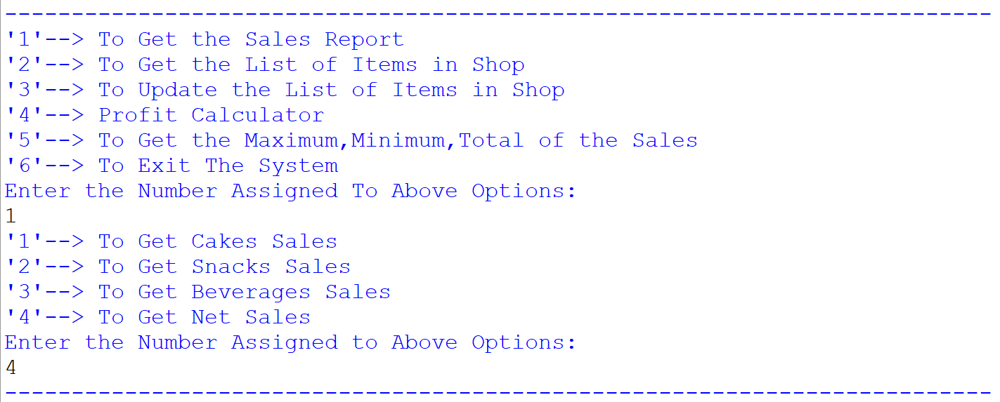 --------------------------------------------------------------------------
'1'--> To Get the Sales Report
'2'--> To Get the List of Items in Shop
'3'--> To Update the List of Items in Shop
'4'--> Profit Calculator
'5'--> To Get the Maximum,Minimum,Total of the Sales
'6'--> To Exit The System
Enter the Number Assigned To Above Options:
1
'1'--> To Get Cakes Sales
'2'--> To Get Snacks Sales
'3'--> To Get Beverages Sales
'4'--> To Get Net Sales
Enter the Number Assigned to Above Options:
4
--------------------------------------------------------------------------